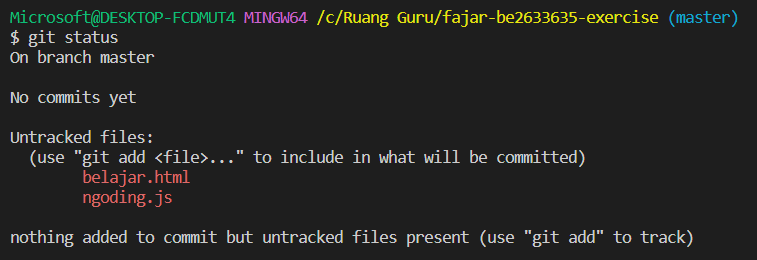 Microsoft@DESKTOP-FCDMUT4 MINGW64 /c/Ruang Guru/fajar-be2633635-exercise (master)
$ git status
On branch master
No commits yet
Untracked files:
(use "git add <file>..." to include in what will be committed)
belajar.html
ngoding.js
nothing added to commit but untracked files present (use "git add" to track)